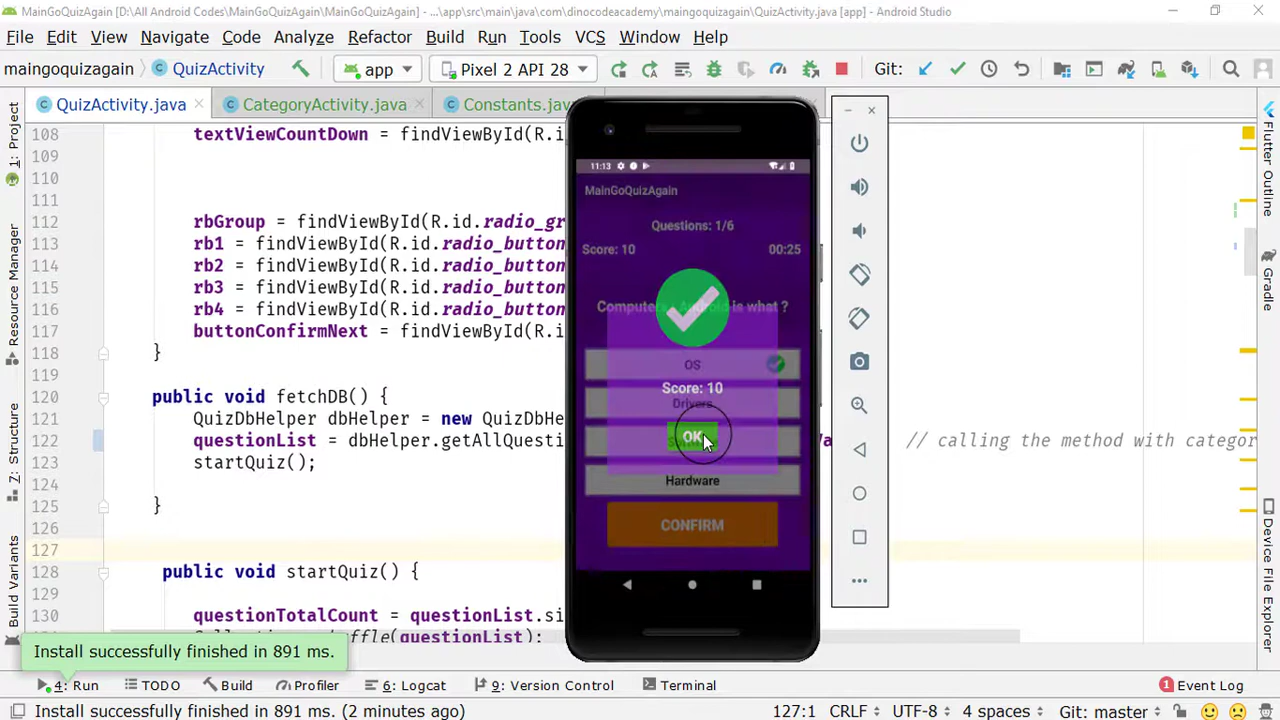 MainGoQuizAgain [D:\All Android Codes\MainGoQuizAgain\MainGoQuizAgain] - ...\app\src\main\java\com\dinocodeacademy\maingoquizagain\QuizActivity.java [app] - Android Studio
File Edit View Navigate Code Analyze Refactor Build Run Tools VCS Window Help
maingoquizagain QuizActivity app Pixel 2 API 28 Git:
QuizActivity.java CategoryActivity.java Constants.java
1: Project
Resource Manager
Z: Structure
Build Variants
Flutter Outline
Gradle
Device File Explorer
108 textViewCountDown = findViewById(R.i
109
110
111
112 rbGroup = findViewById(R.id.radio_gr
113 rb1 = findViewById(R.id.radio_button
114 rb2 = findViewById(R.id.radio_button
115 rb3 = findViewById(R.id.radio_button
116 rb4 = findViewById(R.id.radio_button
117 buttonConfirmNext = findViewById(R.i
118 }
119
120 public void fetchDB() {
121 QuizDbHelper dbHelper = new QuizDbHe
122 questionList = dbHelper.getAllQuesti // calling the method with categor
123 startQuiz();
124
125 }
126
127
128 public void startQuiz() {
129
130 questionTotalCount = questionList.si
(questionList);
11:13
MainGoQuizAgain
Questions: 1/6
Score: 10 00:25
Android is what ?
OS
Score: 10
Drivers
OK
Hardware
CONFIRM
Install successfully finished in 891 ms.
4: Run TODO Build Profiler 6: Logcat 9: Version Control Terminal 1 Event Log
Install successfully finished in 891 ms. (2 minutes ago) 127:1 CRLF UTF-8 4 spaces Git: master